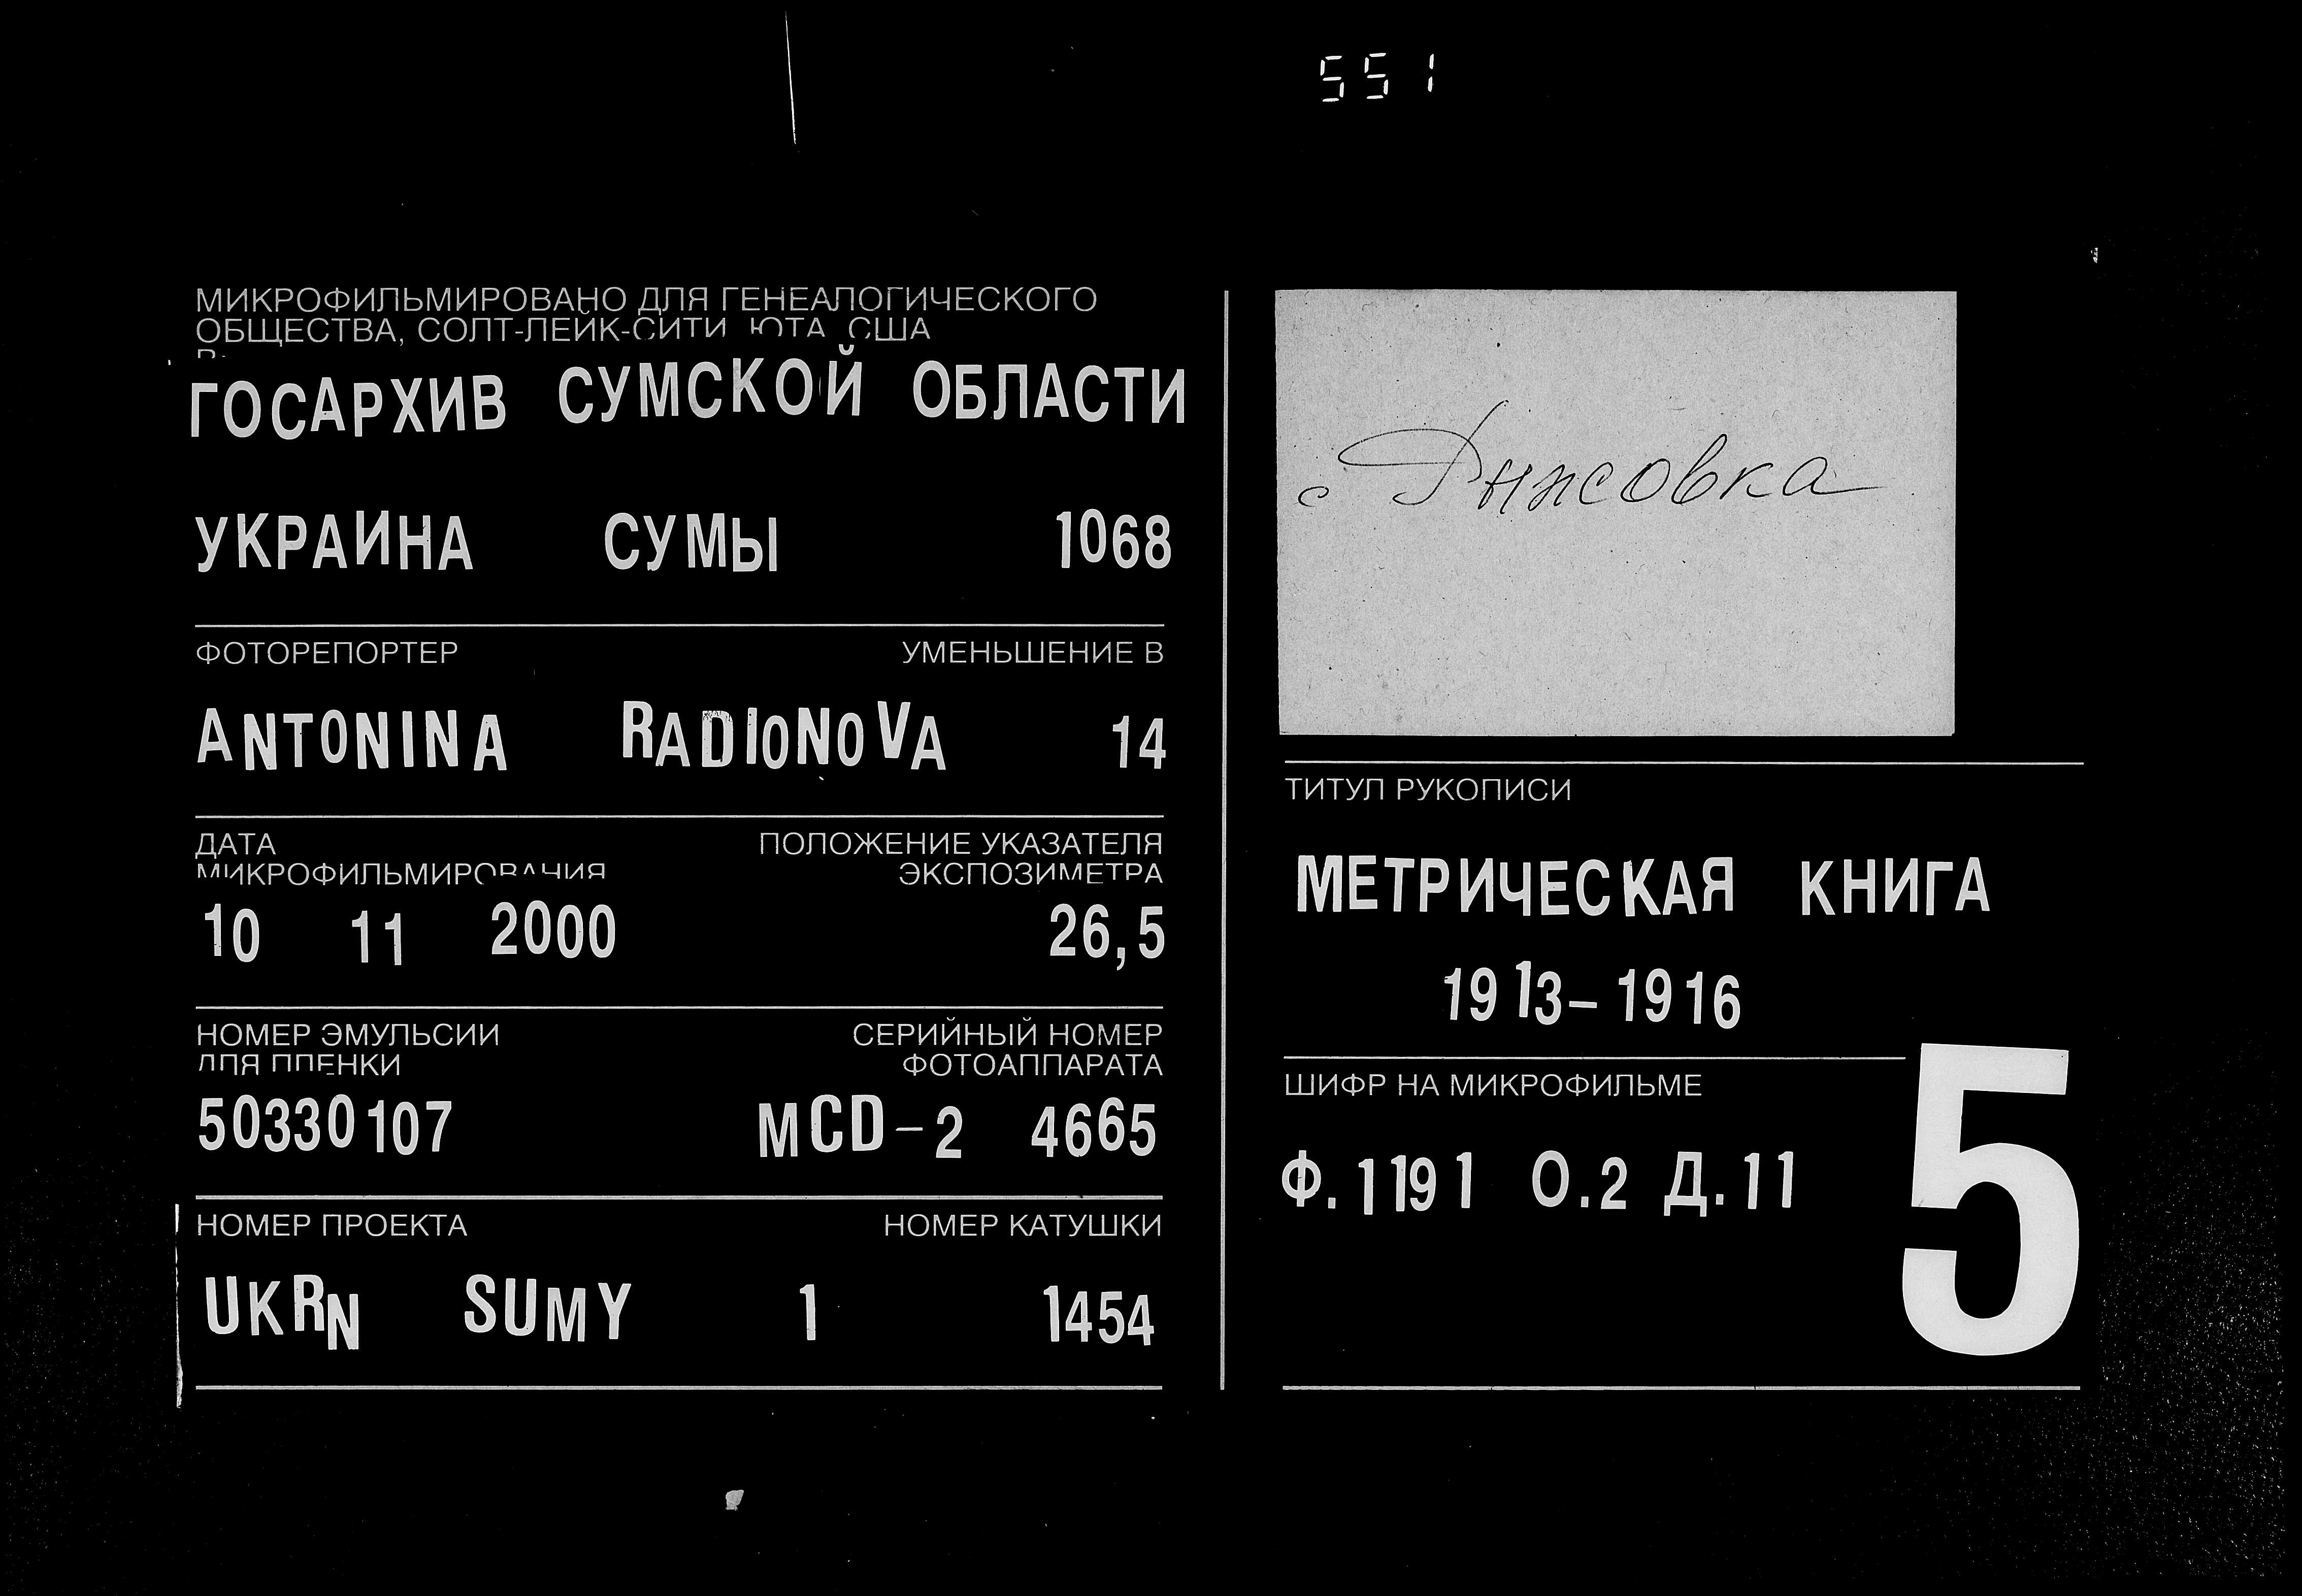 551
МИКРОФИЛЬМИРОВАНО ДЛЯ ГЕНЕАЛОГИЧЕСКОГО
ОБЩЕСТВА, СОЛТ-ЛЕЙК-СИТИ, ЮТА, США
ГОСАРХИВ СУМСКОЙ ОБЛАСТИ
УКРАИНА СУМЫ 1068
ФОТОРЕПОРТЕР УМЕНЬШЕНИЕ В
ANTONINA RADIONOVA 14
ДАТА ПОЛОЖЕНИЕ УКАЗАТЕЛЯ
МИКРОФИЛЬМИРОВАНИЯ ЭКСПОЗИМЕТРА
10 11 2000 26,5
НОМЕР ЭМУЛЬСИИ СЕРИЙНЫЙ НОМЕР
ДЛЯ ПЛЕНКИ ФОТОАППАРАТА
50330107 MCD-2 4665
НОМЕР ПРОЕКТА НОМЕР КАТУШКИ
UKRN SUMY 1 1454
с
ТИТУЛ РУКОПИСИ
МЕТРИЧЕСКАЯ КНИГА
1913-1916
ШИФР НА МИКРОФИЛЬМЕ
Ф.1191 О.2 Д.11
5